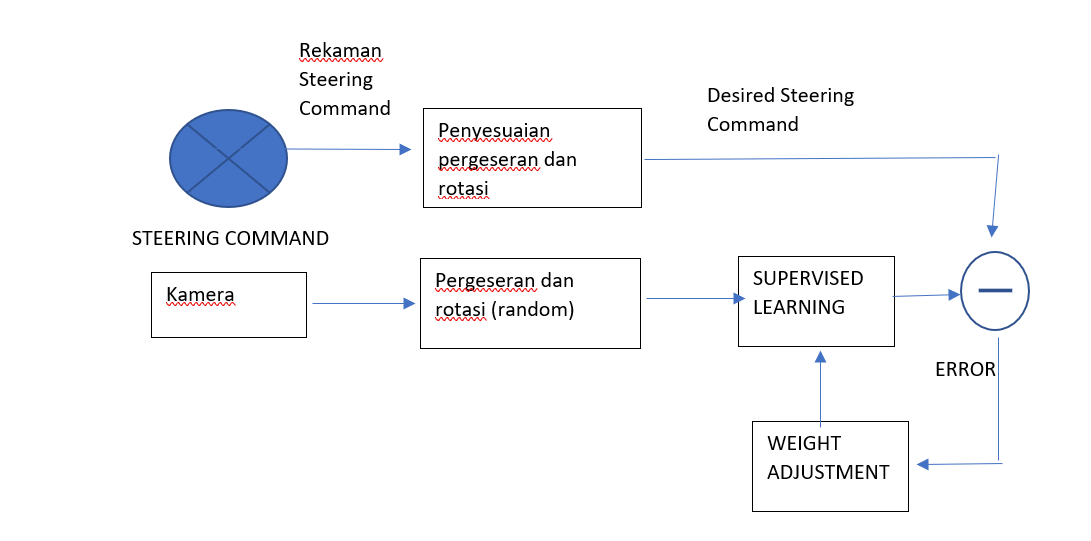 Rekaman
Steering
Command
Desired Steering
Command
Penyesuaian
pergeseran dan
rotasi
STEERING COMMAND
Kamera
Pergeseran dan
rotasi (random)
SUPERVISED
LEARNING
ERROR
WEIGHT
ADJUSTMENT